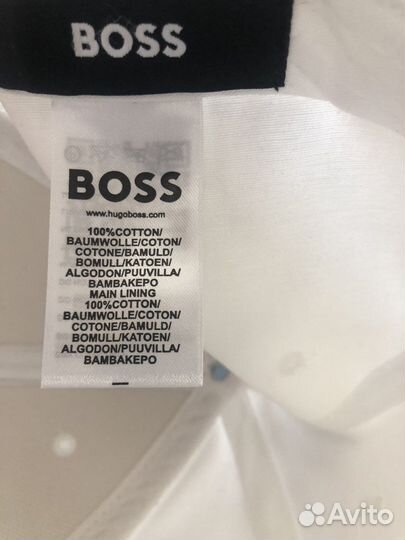 BOSS
BOSS
www.hugoboss.com
100%COTTON/
BAUMWOLLE/COTON/
COTONE/BAMULD/
BOMULL/KATOEN/
ALGODON/PUUVILLA/
BAMBAKEPO
MAIN LINING
100%COTTON/
BAUMWOLLE/COTON/
COTONE/BAMULD/
BOMULL/KATOEN/
ALGODON/PUUVILLA/
BAMBAKEPO
Avito